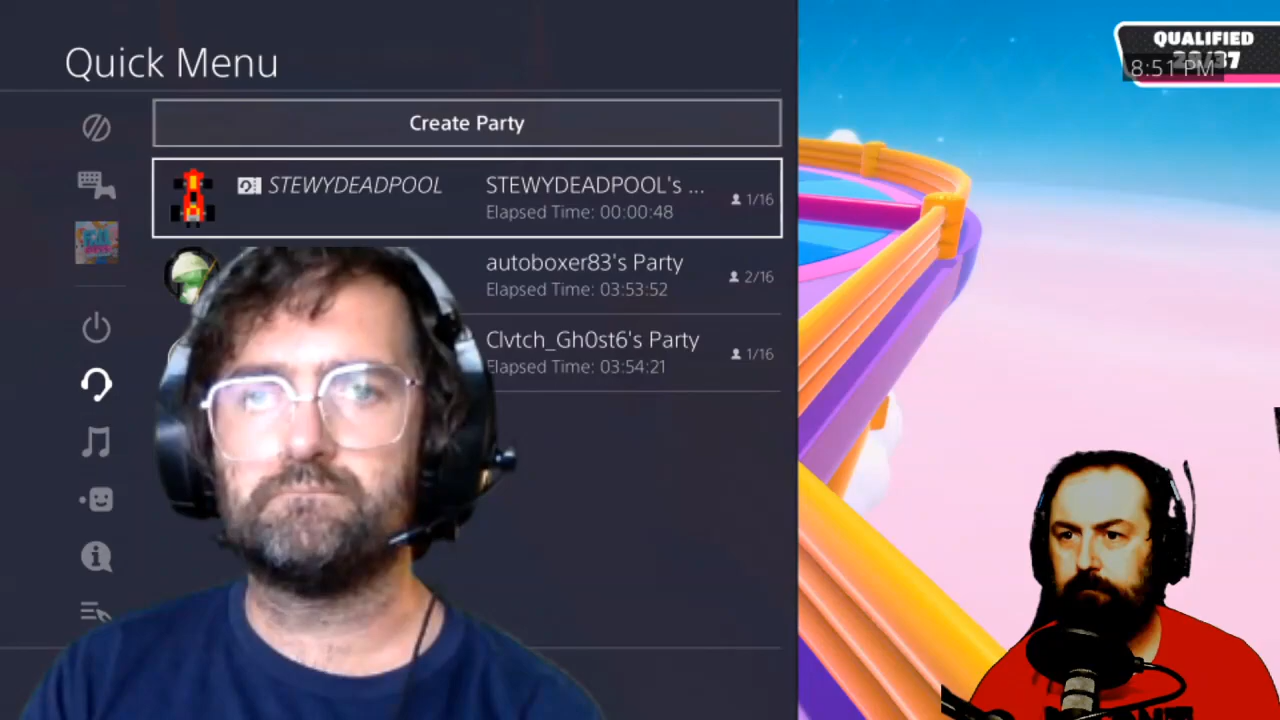 Quick Menu
QUALIFIED
8:51 PM
Create Party
STEWYDEADPOOL
STEWYDEADPOOL's ...
1/16
Elapsed Time: 00:00:48
autoboxer83's Party
2/16
Elapsed Time: 03:53:52
Clvtch_Gh0st6's Party
1/16
Elapsed Time: 03:54:21